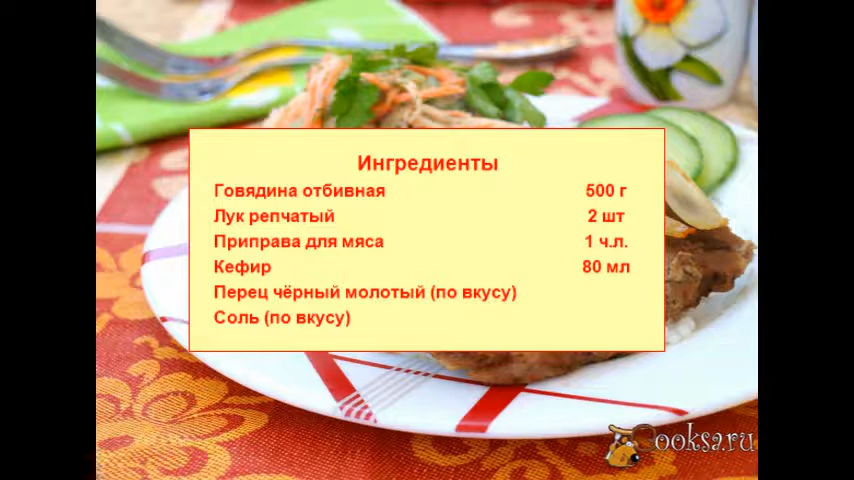 Ингредиенты
Говядина отбивная 500 г
Лук репчатый 2 шт
Приправа для мяса 1 ч.л.
Кефир 80 мл
Перец чёрный молотый (по вкусу)
Соль (по вкусу)
Cooksa.ru